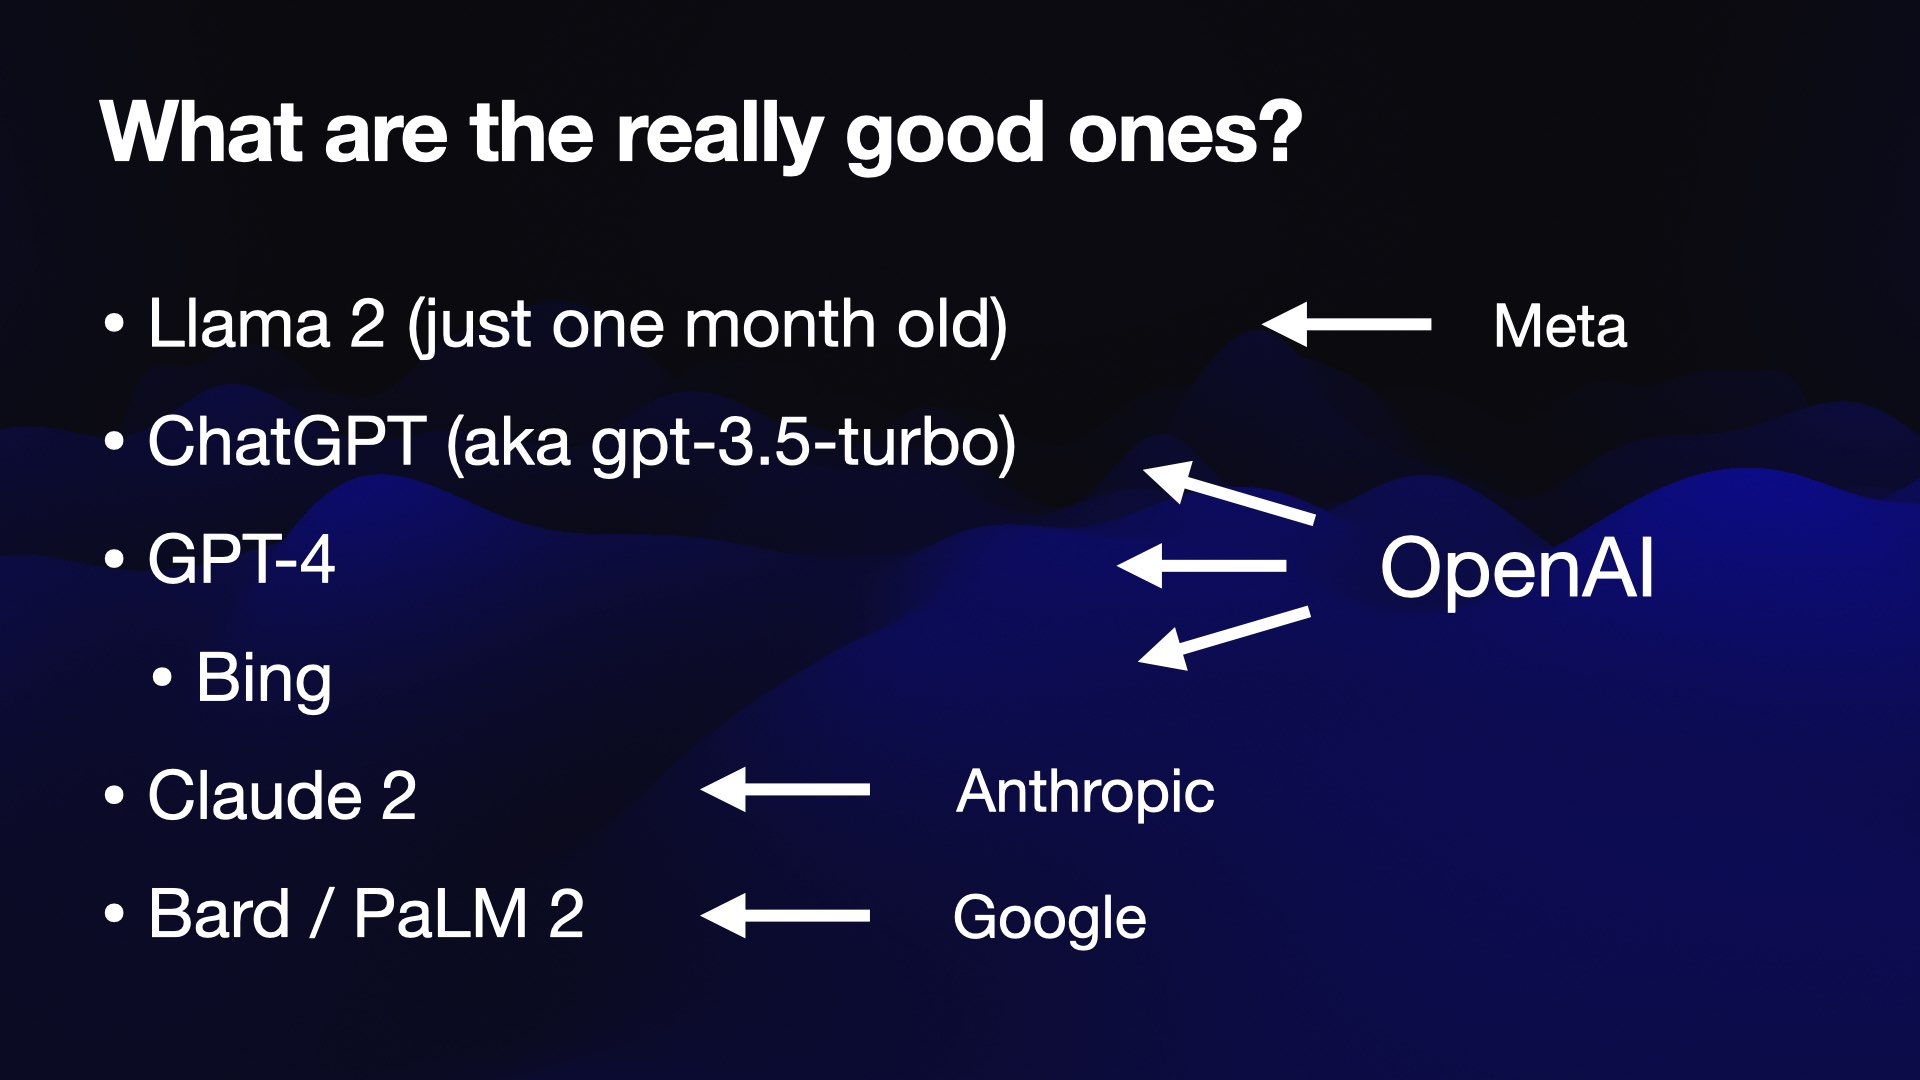 What are the really good ones?
• Llama 2 (just one month old)
Meta
• ChatGPT (aka gpt-3.5-turbo)
• GPT-4
OpenAI
• Bing
• Claude 2
Anthropic
• Bard / PaLM 2
Google